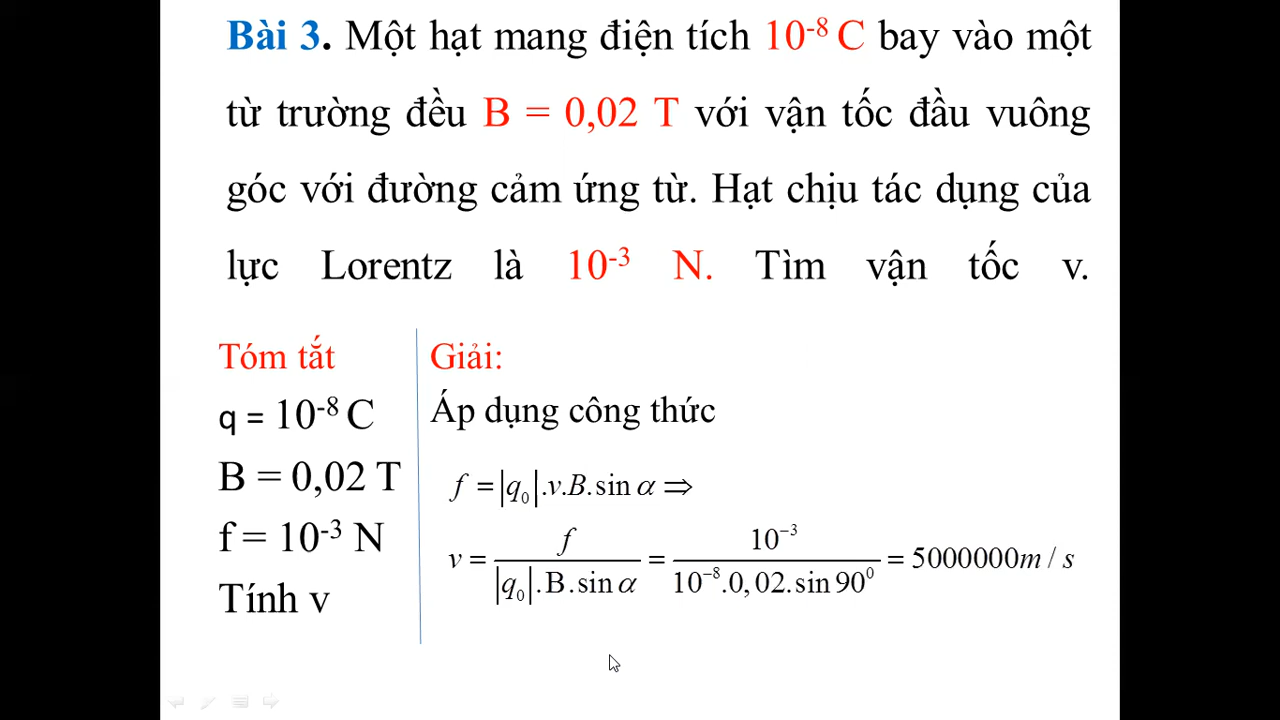 Bài 3. Một hạt mang điện tích 10⁻⁸ C bay vào một
từ trường đều B = 0,02 T với vận tốc đầu vuông
góc với đường cảm ứng từ. Hạt chịu tác dụng của
lực Lorentz là 10⁻³ N. Tìm vận tốc v.
Tóm tắt
q = 10⁻⁸ C
B = 0,02 T
f = 10⁻³ N
Tính v
Giải:
Áp dụng công thức
f = |q₀|.v.B.sin α ⇒
v = f / (|q₀|.B.sin α) = 10⁻³ / (10⁻⁸.0,02.sin 90⁰) = 5000000m / s